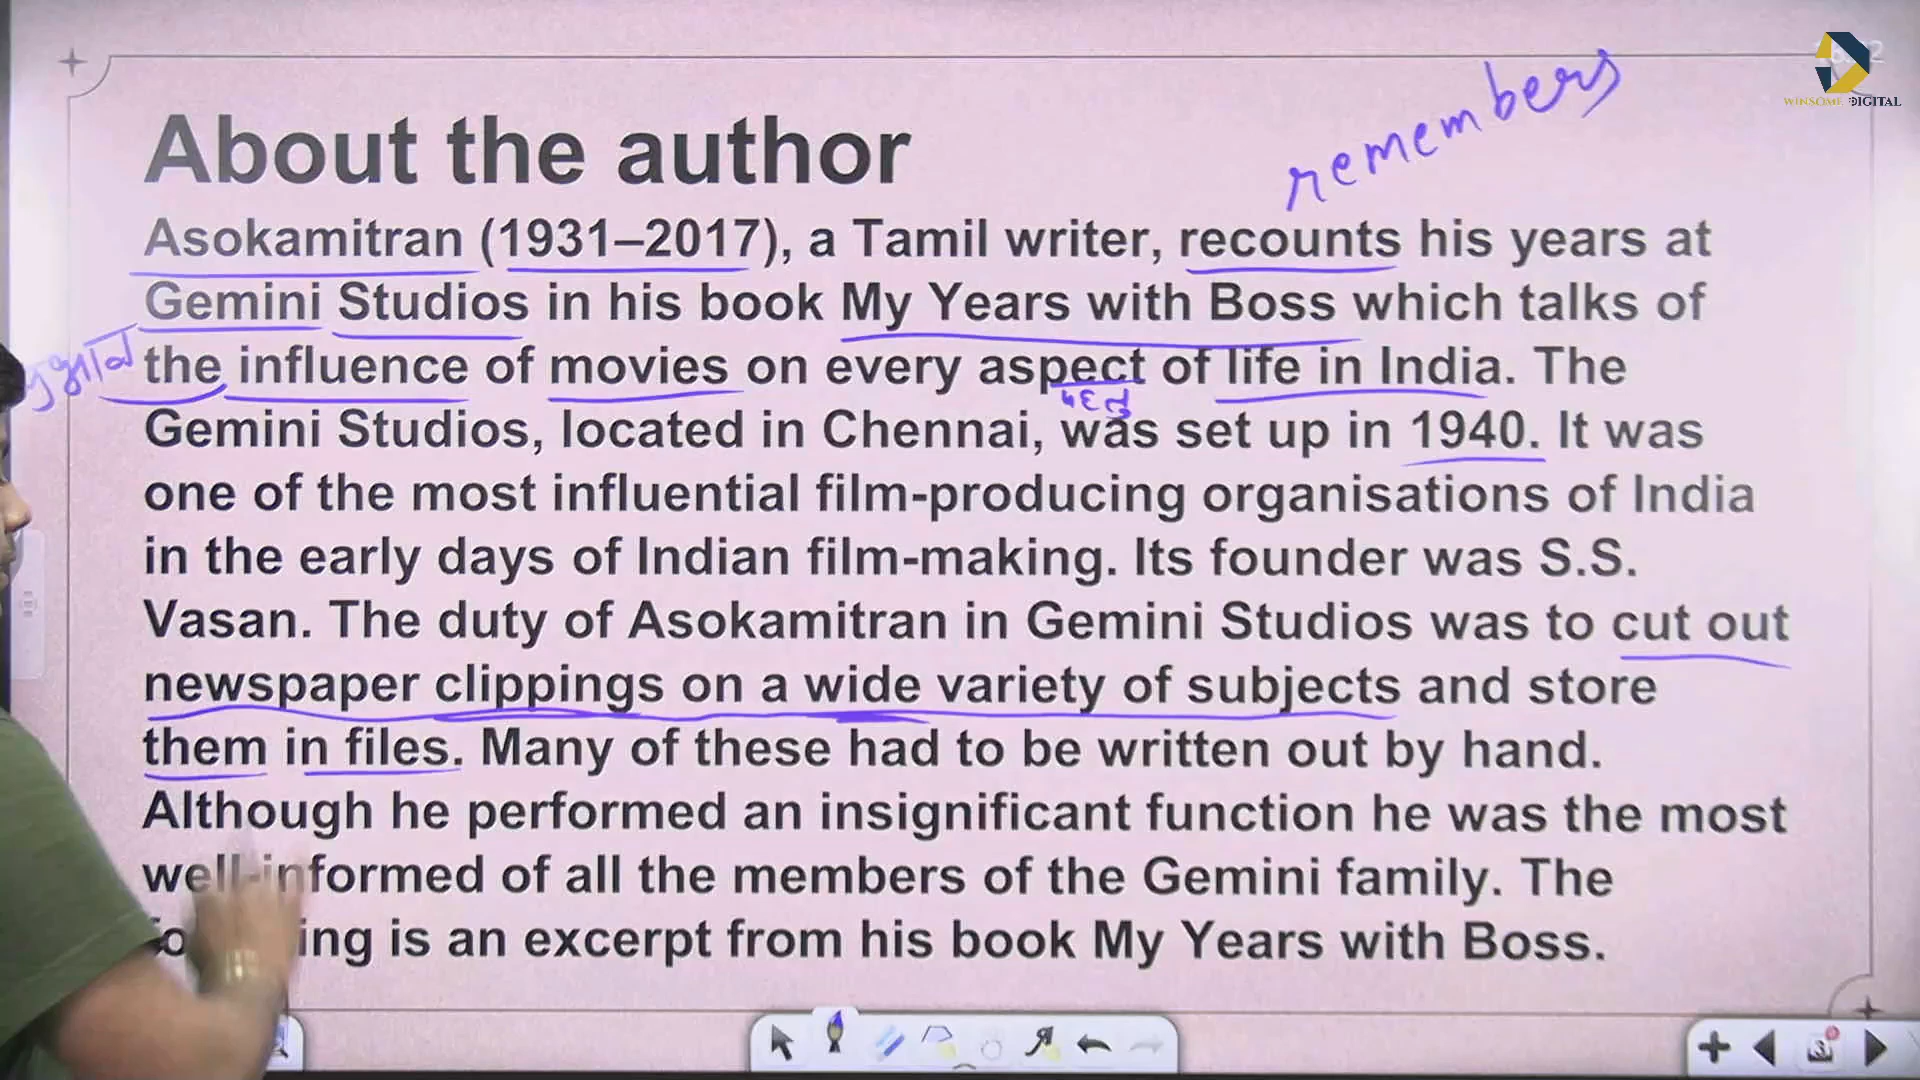 WINSOME DIGITAL
remembers
About the author
Asokamitran (1931–2017), a Tamil writer, recounts his years at
Gemini Studios in his book My Years with Boss which talks of
the influence of movies on every aspect of life in India. The
Gemini Studios, located in Chennai, was set up in 1940. It was
one of the most influential film-producing organisations of India
in the early days of Indian film-making. Its founder was S.S.
Vasan. The duty of Asokamitran in Gemini Studios was to cut out
newspaper clippings on a wide variety of subjects and store
them in files. Many of these had to be written out by hand.
Although he performed an insignificant function he was the most
well-informed of all the members of the Gemini family. The
is an excerpt from his book My Years with Boss.